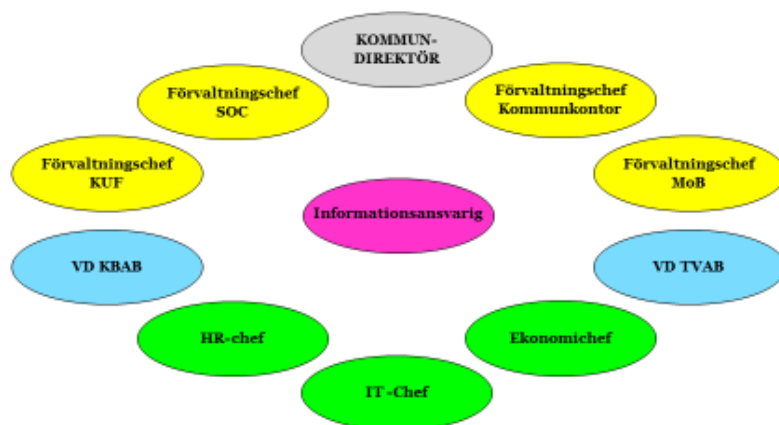 KOMMUN-
DIREKTÖR
Förvaltningschef
SOC
Förvaltningschef
Kommunkontor
Förvaltningschef
KUF
Förvaltningschef
MoB
Informationsansvarig
VD KBAB
VD TVAB
HR-chef
Ekonomichef
IT-Chef